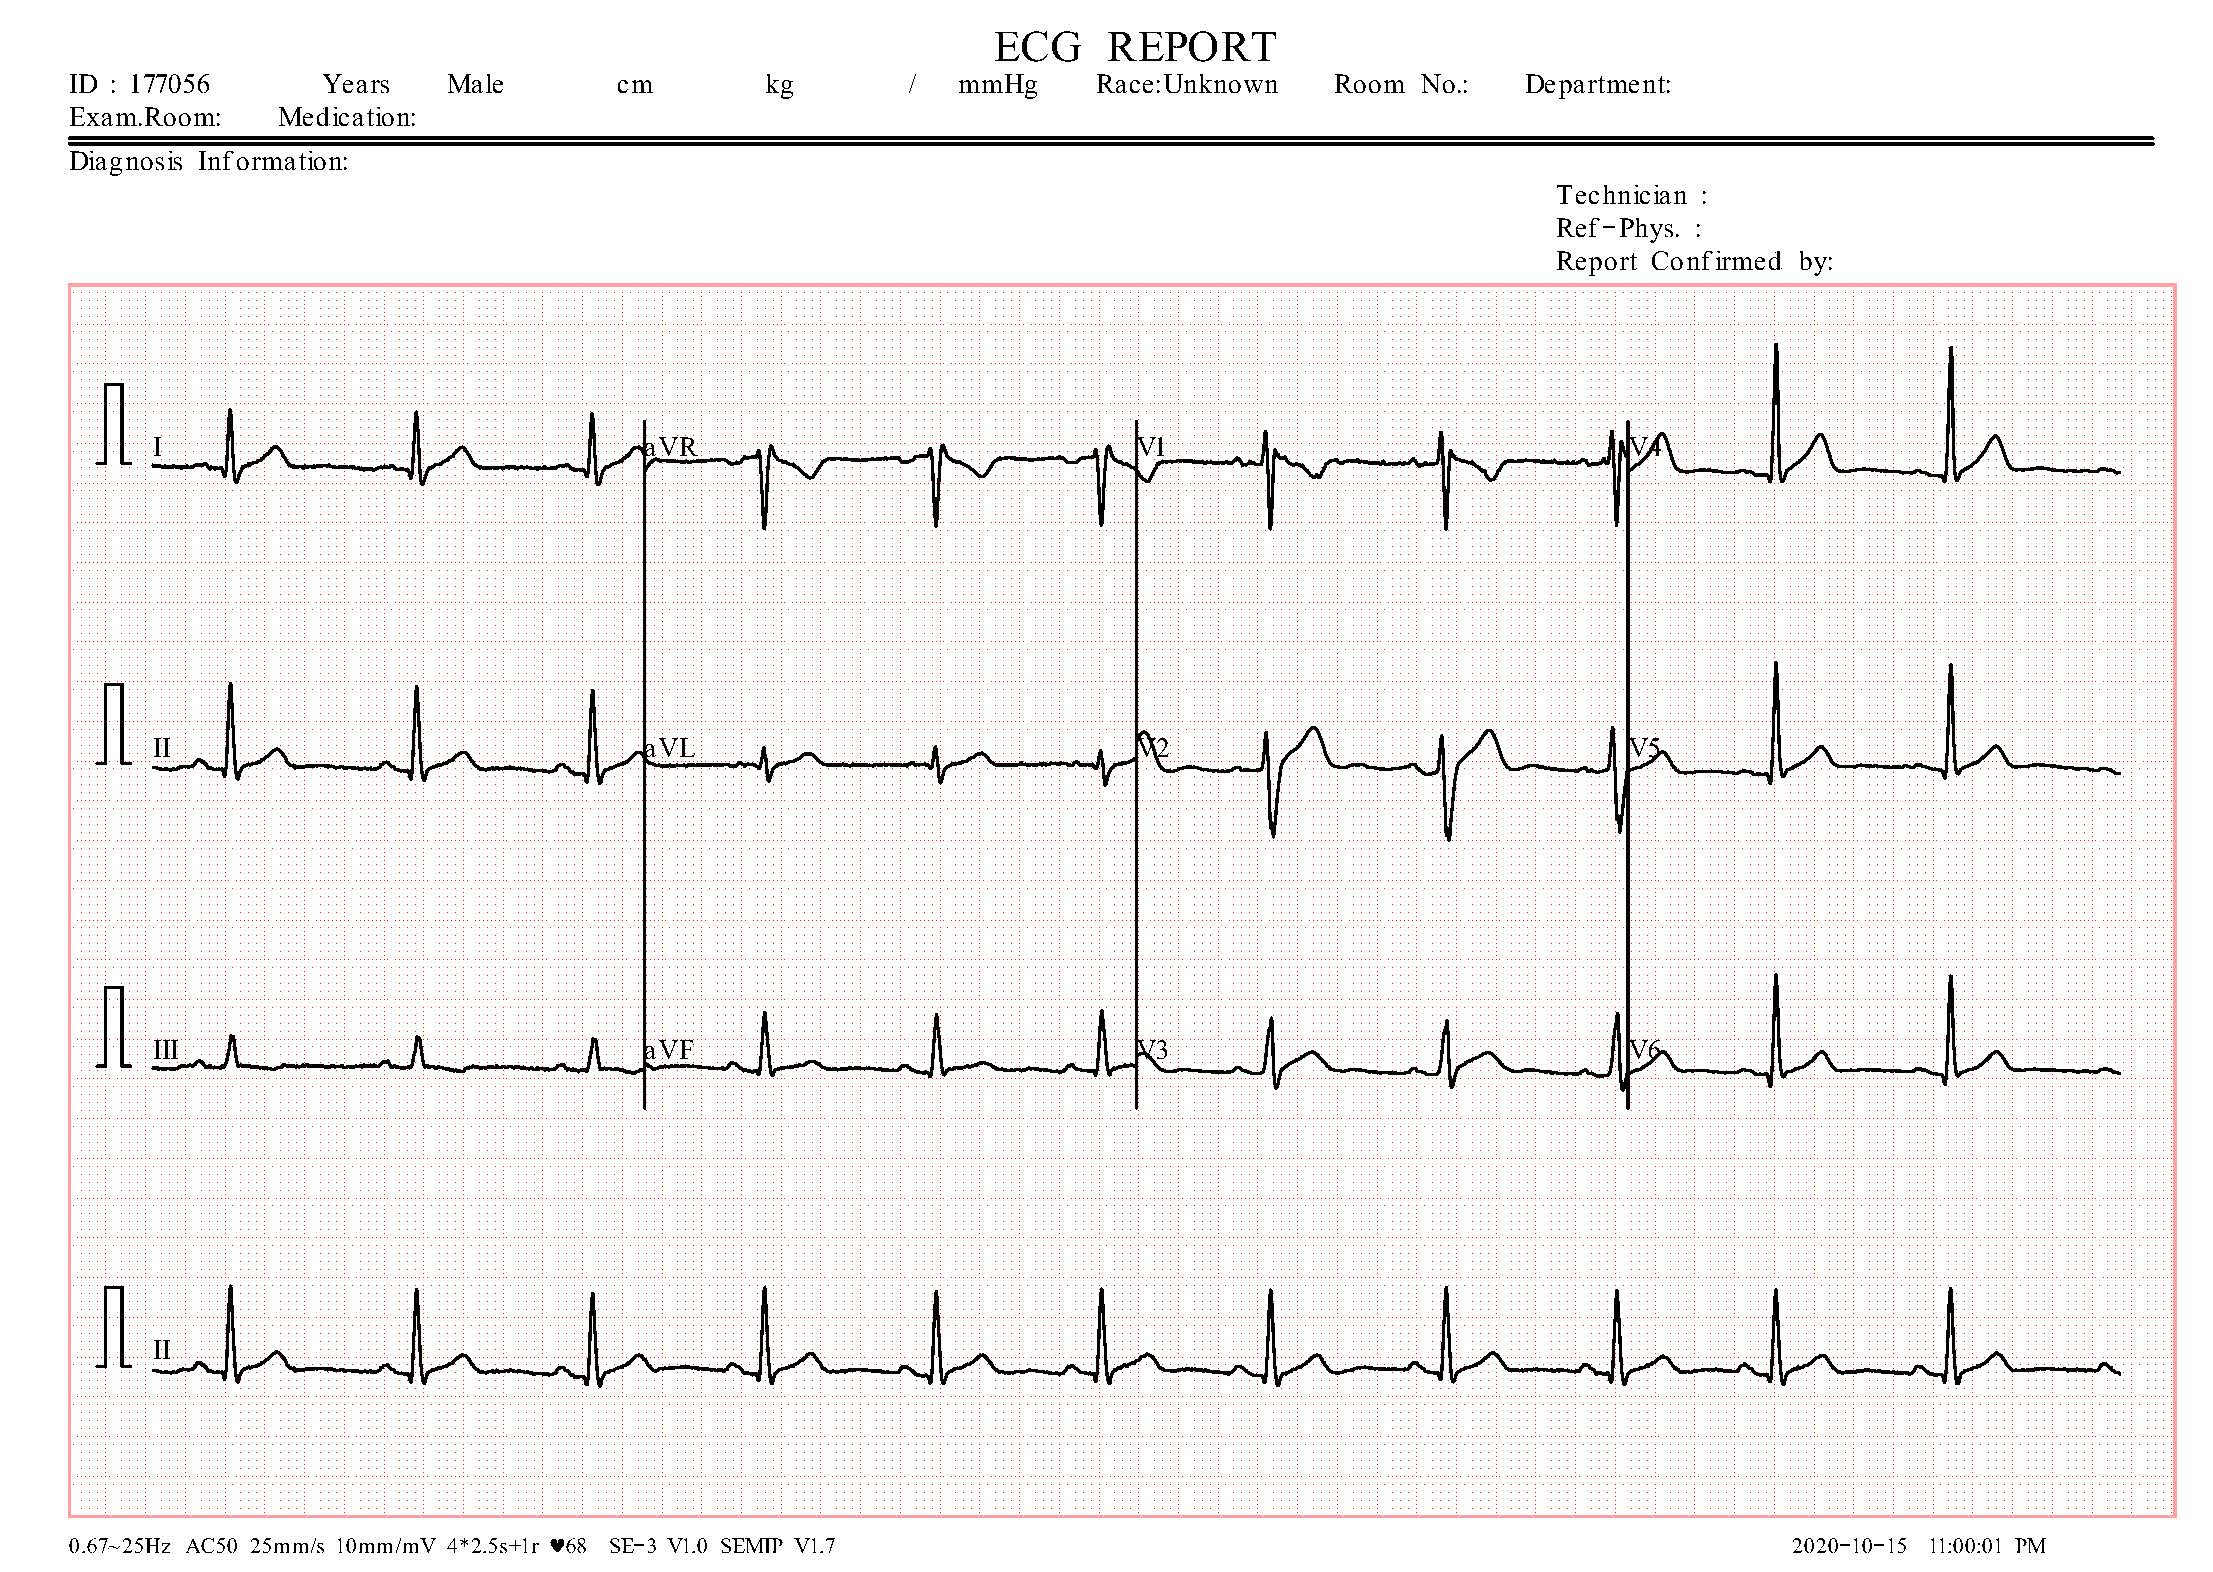 ECG REPORT
ID : 177056 Years Male cm kg / mmHg Race:Unknown Room No.: Department:
Exam.Room: Medication:
Diagnosis Information:
Technician :
Ref-Phys. :
Report Confirmed by:
I aVR V1 V4
II aVL V2 V5
III aVF V3 V6
II
0.67~25Hz AC50 25mm/s 10mm/mV 4*2.5s+1r ♥68 SE-3 V1.0 SEMIP V1.7 2020-10-15 11:00:01 PM